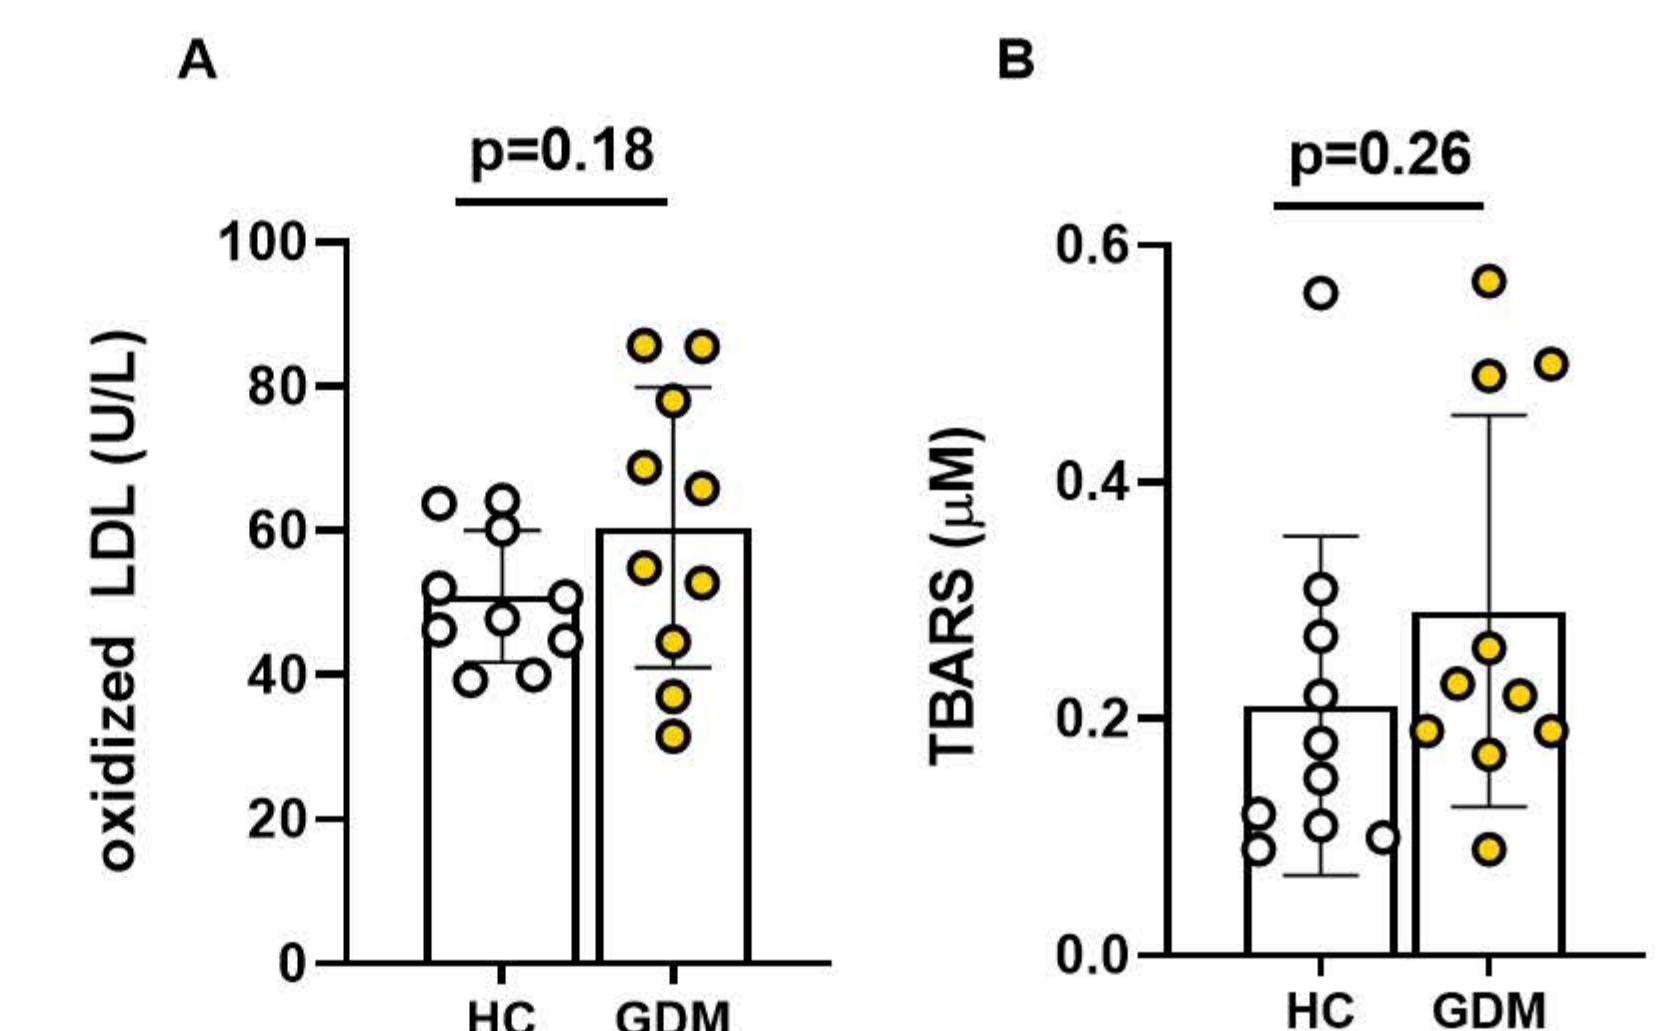 A
p=0.18
100
80
60
40
20
0
oxidized LDL (U/L)
HC
GDM
B
p=0.26
0.6
0.4
0.2
0.0
TBARS (μM)
HC
GDM